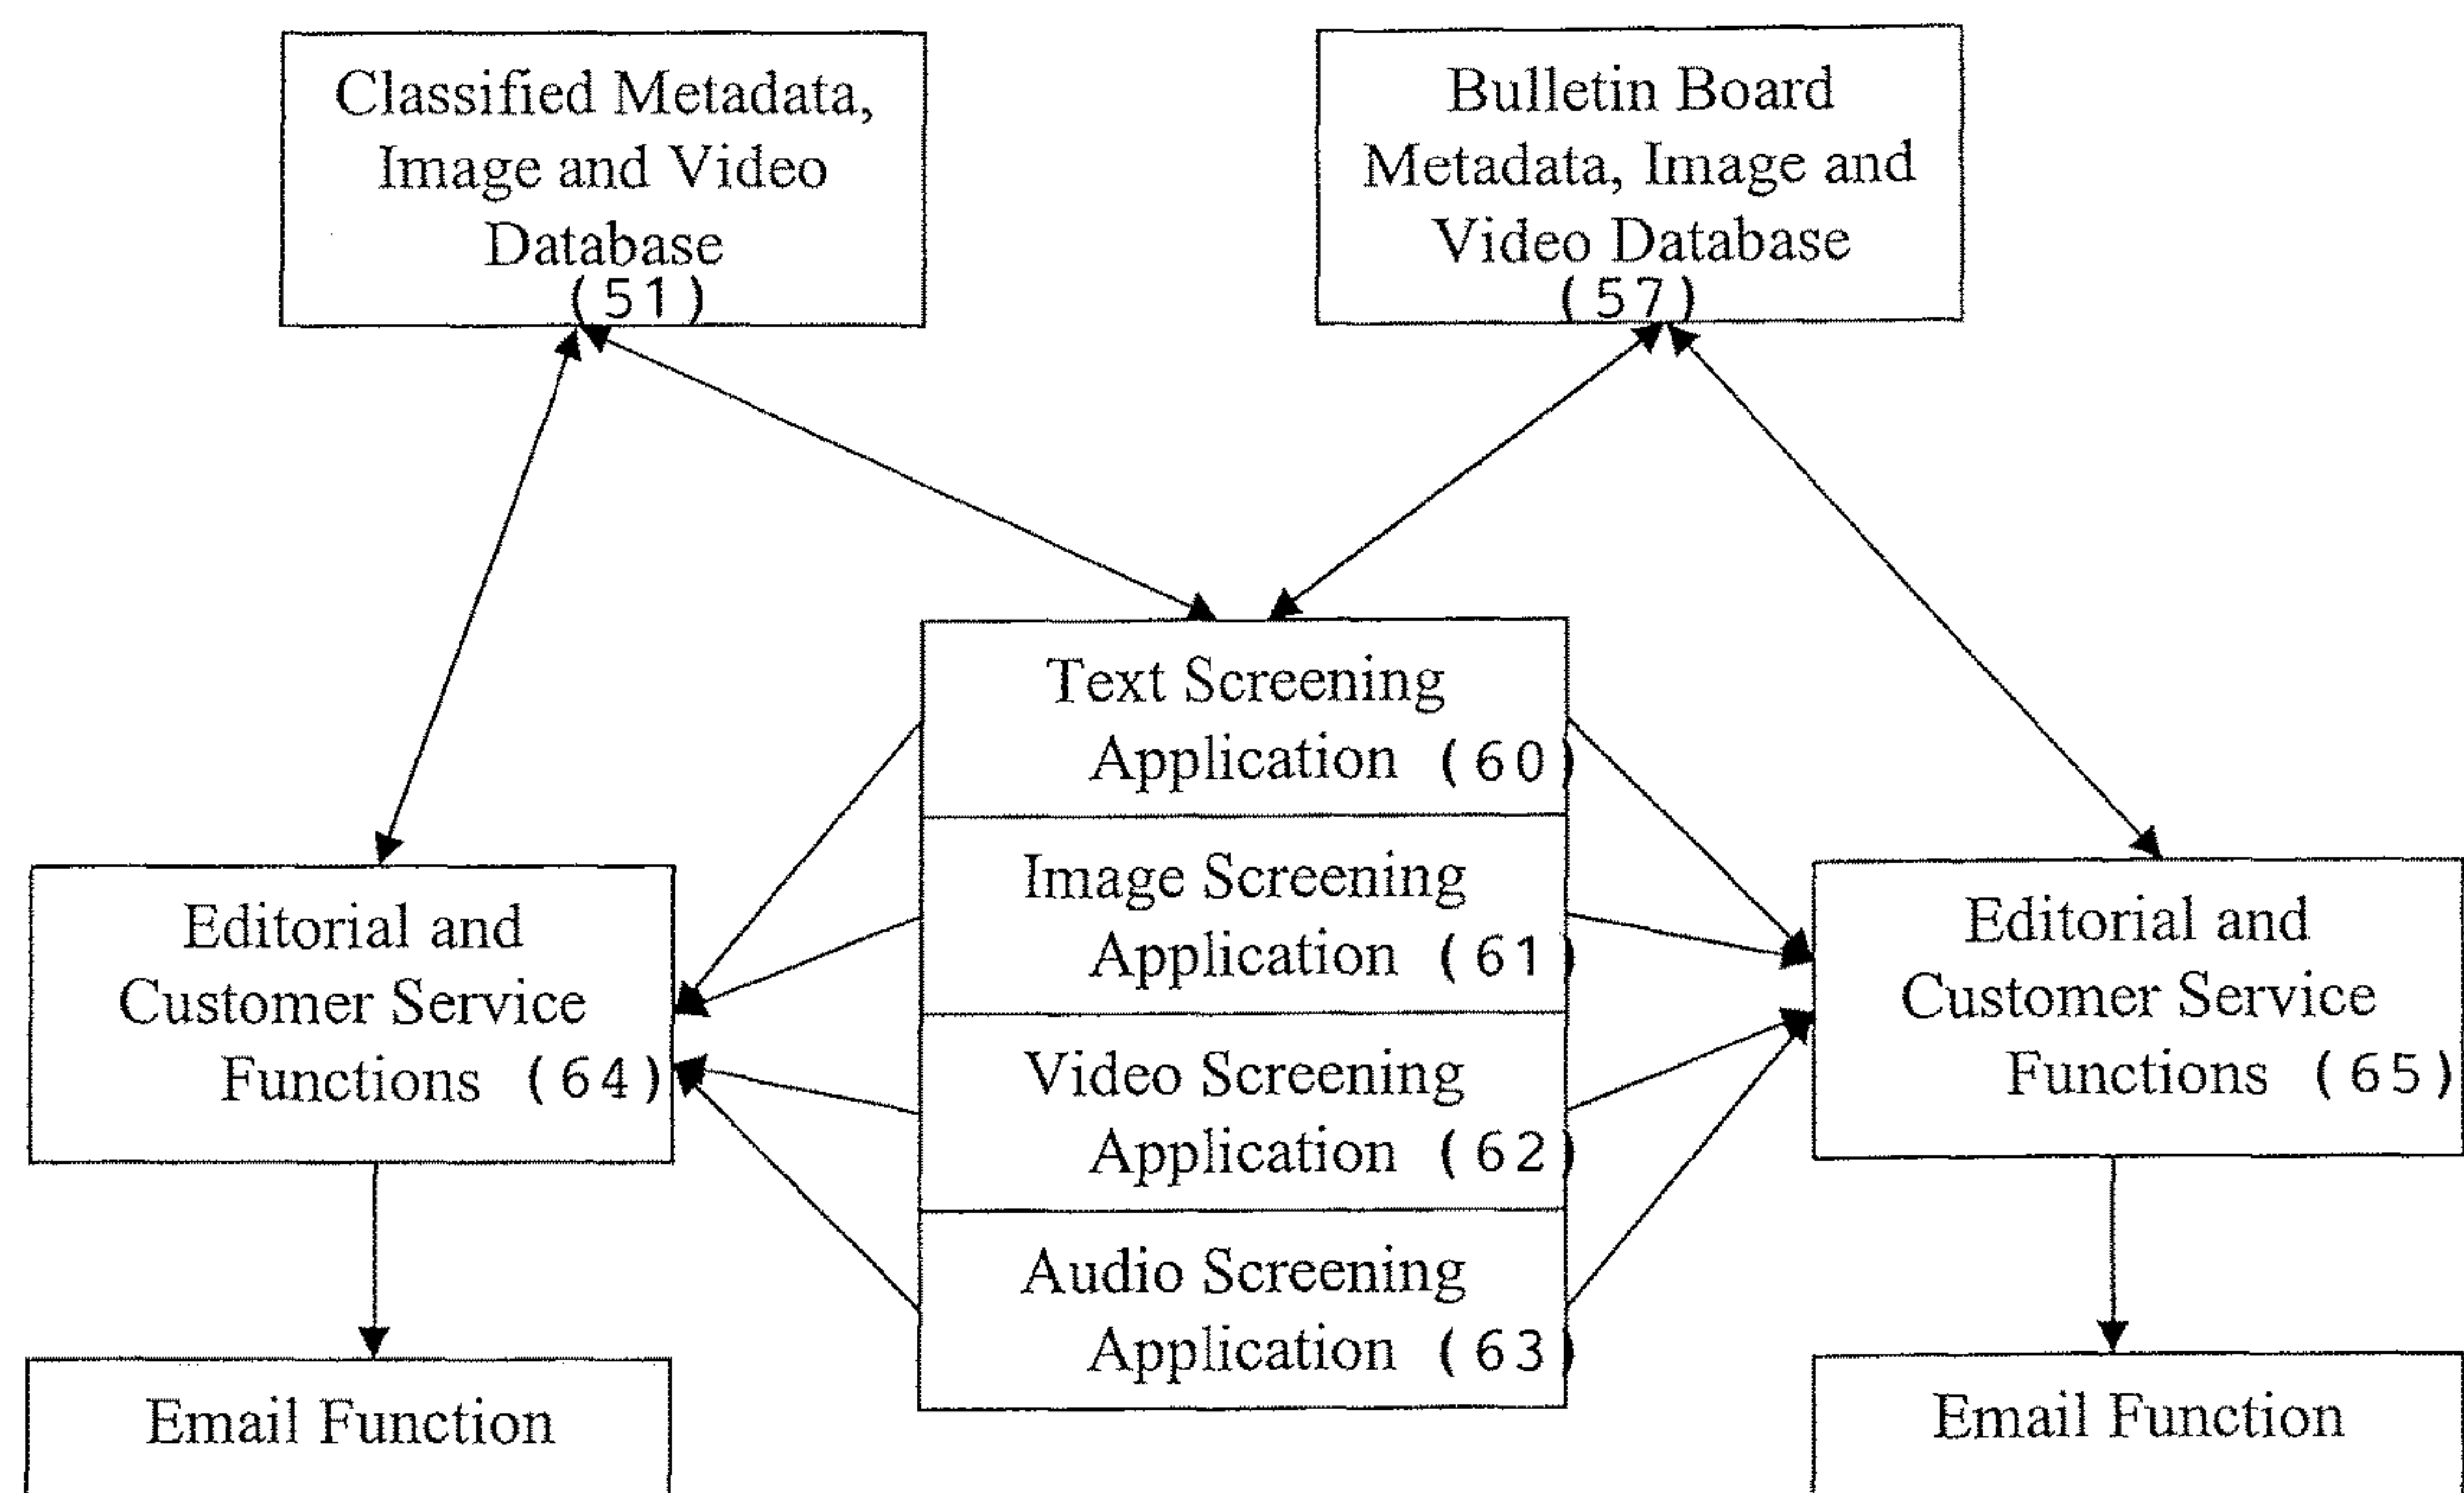 Classified Metadata,
Image and Video
Database
(51)
Bulletin Board
Metadata, Image and
Video Database
(57)
Text Screening
Application (60)
Image Screening
Application (61)
Video Screening
Application (62)
Audio Screening
Application (63)
Editorial and
Customer Service
Functions (64)
Editorial and
Customer Service
Functions (65)
Email Function
Email Function